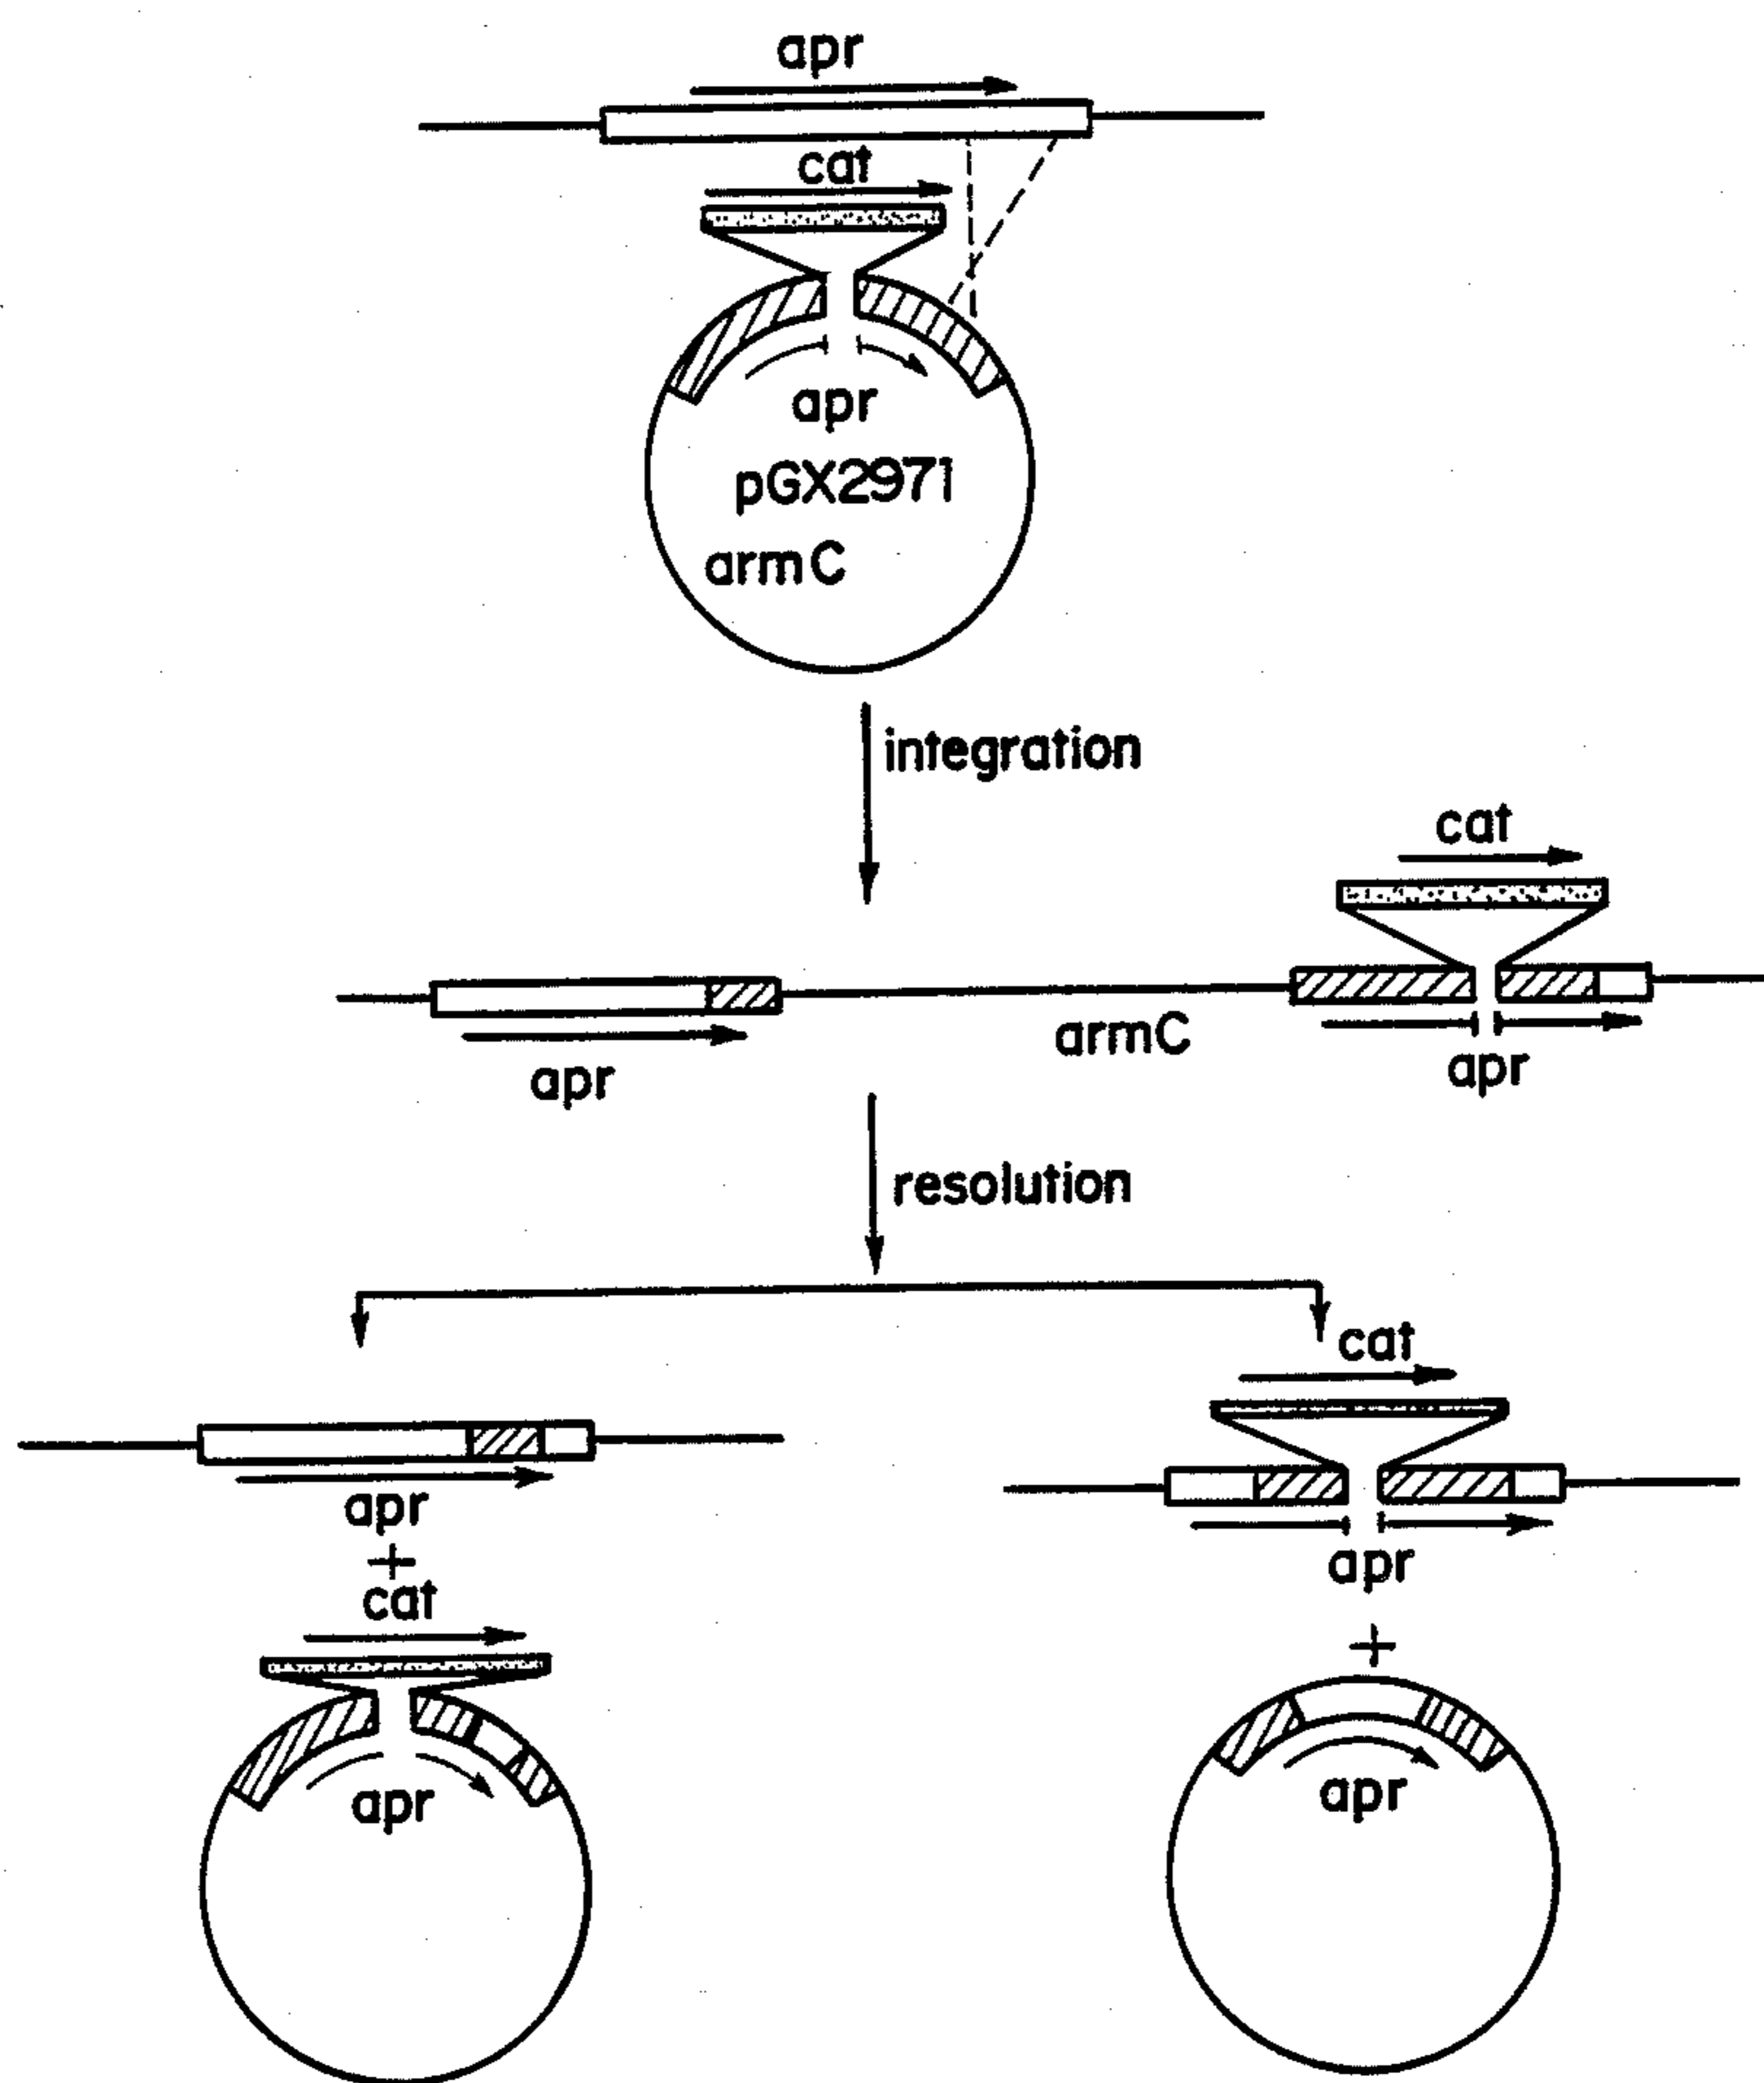 apr
cat
apr
pGX2971
armC
integration
cat
armC
apr
apr
resolution
cat
apr
apr
+
cat
+
apr
apr